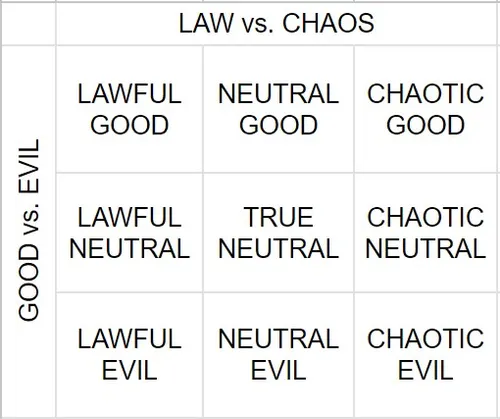 LAW vs. CHAOS
GOOD vs. EVIL
LAWFUL
GOOD
NEUTRAL
GOOD
CHAOTIC
GOOD
LAWFUL
NEUTRAL
TRUE
NEUTRAL
CHAOTIC
NEUTRAL
LAWFUL
EVIL
NEUTRAL
EVIL
CHAOTIC
EVIL